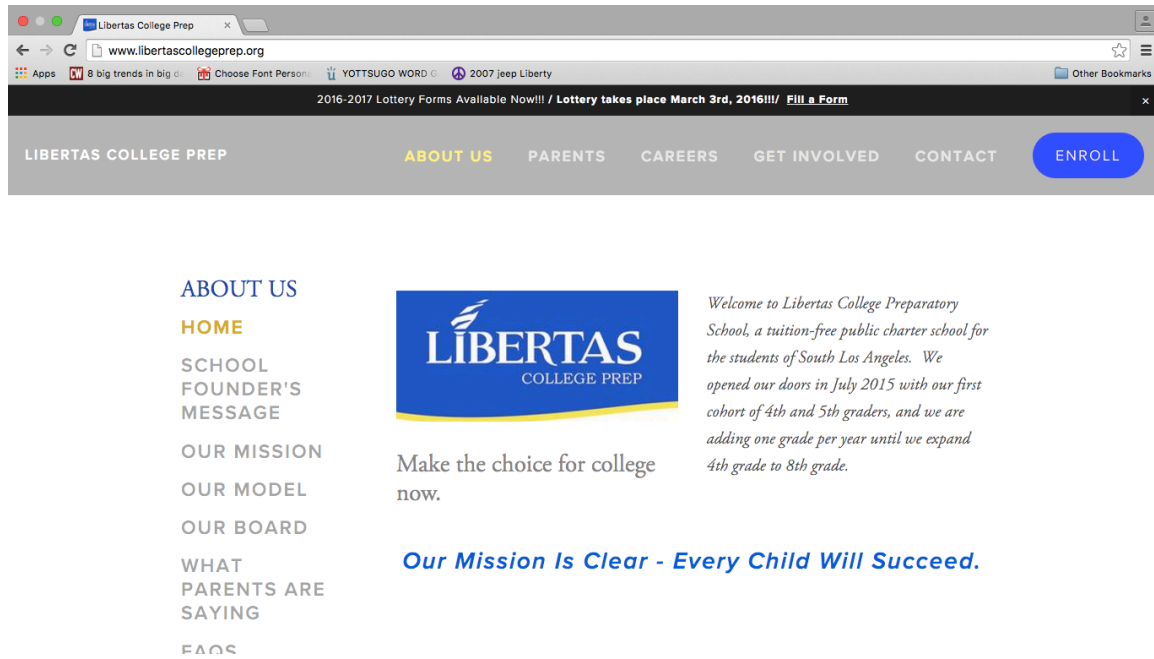 Libertas College Prep
www.libertascollegeprep.org
Apps
8 big trends in big d
Choose Font Person
YOTTSUGO WORD G
2007 jeep Liberty
Other Bookmarks
2016-2017 Lottery Forms Available Now!!! / Lottery takes place March 3rd, 2016!!!/ Fill a Form
LIBERTAS COLLEGE PREP
ABOUT US
PARENTS
CAREERS
GET INVOLVED
CONTACT
ENROLL
ABOUT US
HOME
SCHOOL
FOUNDER'S
MESSAGE
OUR MISSION
OUR MODEL
OUR BOARD
WHAT
PARENTS ARE
SAYING
FAQS
LIBERTAS
COLLEGE PREP
Make the choice for college
now.
Welcome to Libertas College Preparatory
School, a tuition-free public charter school for
the students of South Los Angeles. We
opened our doors in July 2015 with our first
cohort of 4th and 5th graders, and we are
adding one grade per year until we expand
4th grade to 8th grade.
Our Mission Is Clear - Every Child Will Succeed.